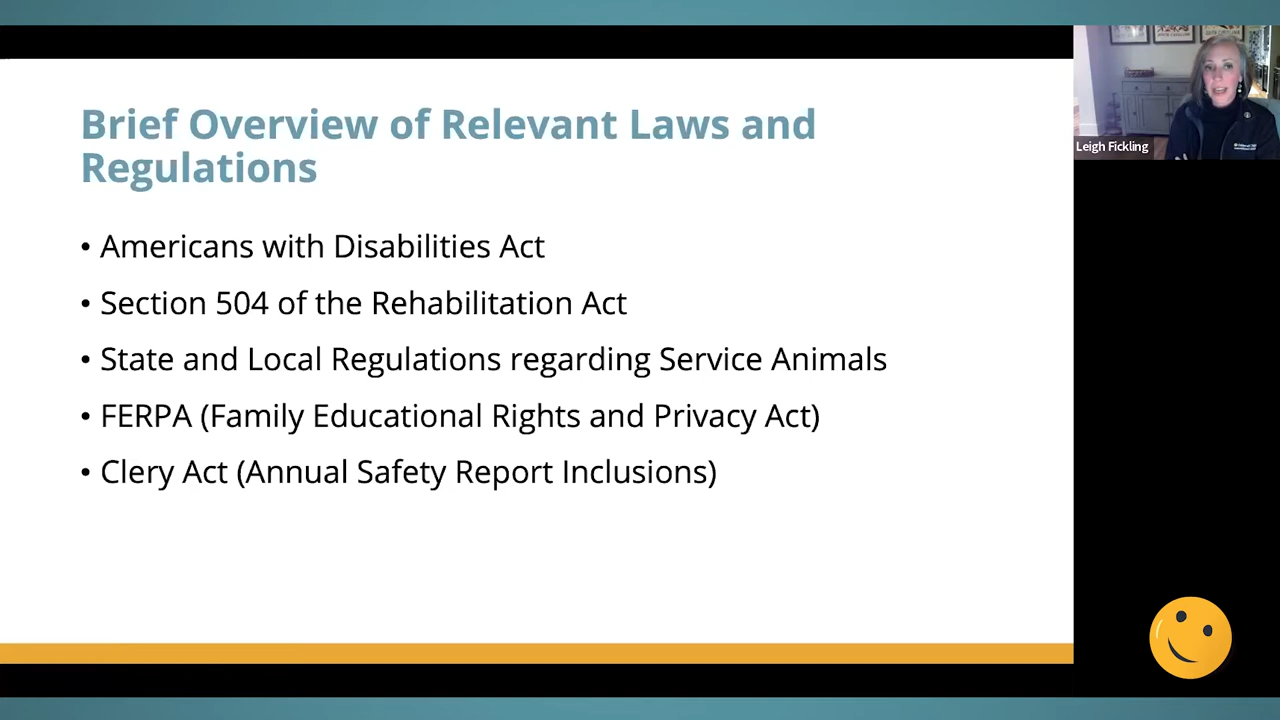 Brief Overview of Relevant Laws and
Regulations
• Americans with Disabilities Act
• Section 504 of the Rehabilitation Act
• State and Local Regulations regarding Service Animals
• FERPA (Family Educational Rights and Privacy Act)
• Clery Act (Annual Safety Report Inclusions)
Leigh Fickling